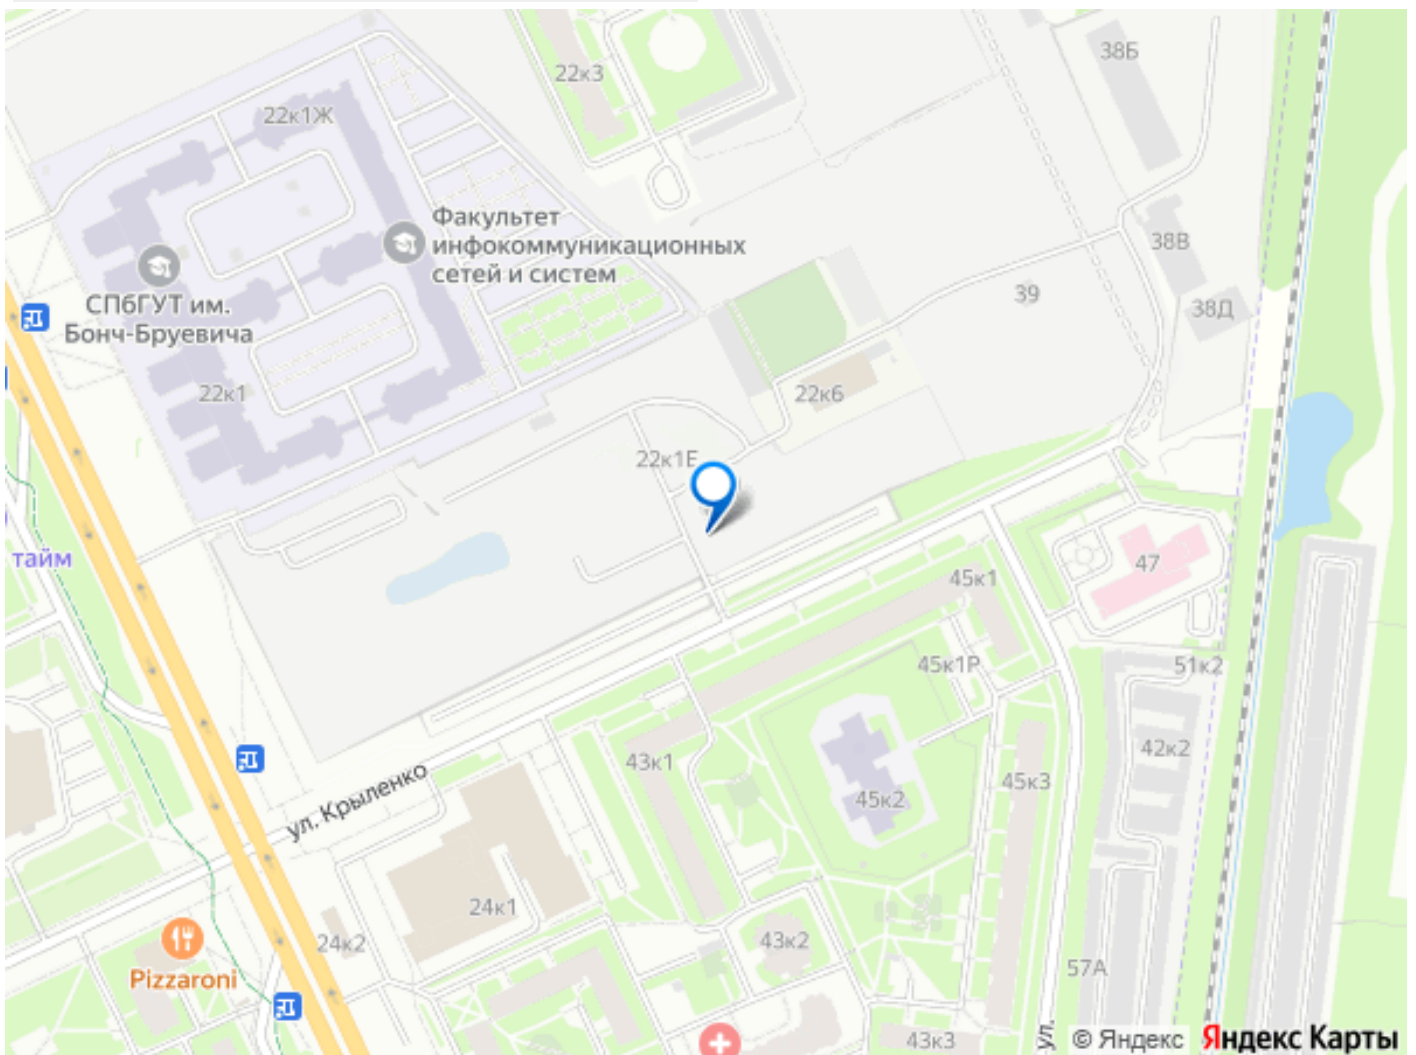 38Б
22к3
22к1Ж
Факультет
инфокоммуникационных
сетей и систем
38В
39
38Д
СПбГУТ им.
Бонч-Бруевича
22к1
22к6
22к1Е
тайм
47
45к1
45к1Р
51к2
43к1
42к2
45к3
45к2
ул. Крыленко
24к1
24к2
43к2
Pizzaroni
57А
43к3
ул.
© Яндекс
Яндекс Карты